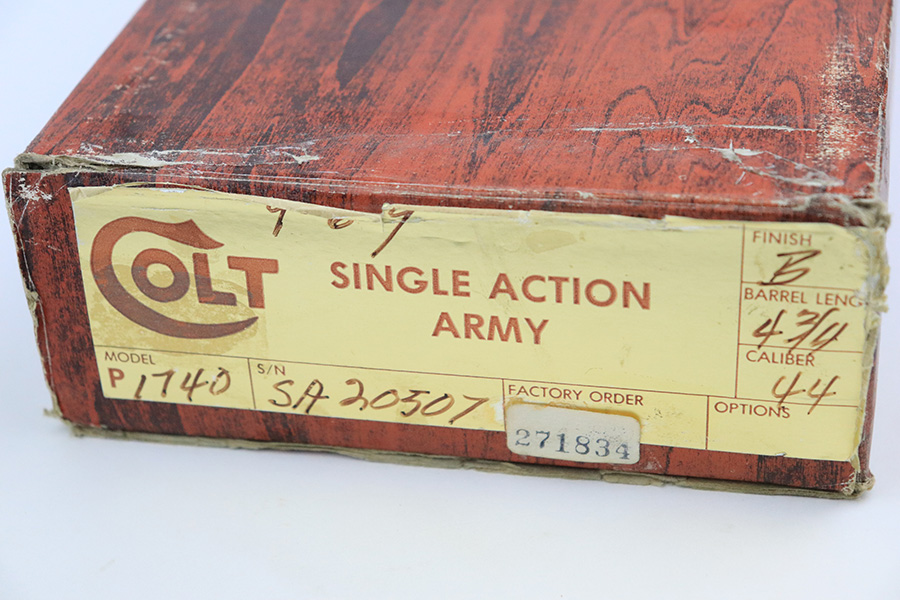 COLT
SINGLE ACTION
ARMY
FINISH
B
BARREL LENG
4 3/4
CALIBER
44
MODEL
P1740
S/N
SA 20507
FACTORY ORDER
271834
OPTIONS